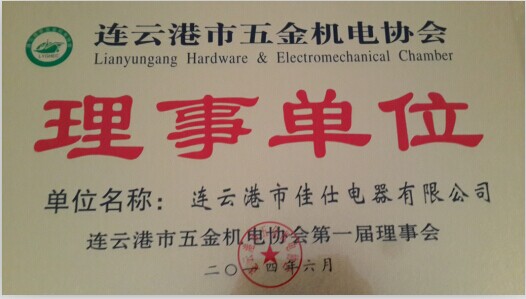 连云港市五金机电协会
Lianyungang Hardware & Electromechanical Chamber
理事单位
单位名称：连云港市佳仕电器有限公司
连云港市五金机电协会第一届理事会
二〇一四年六月